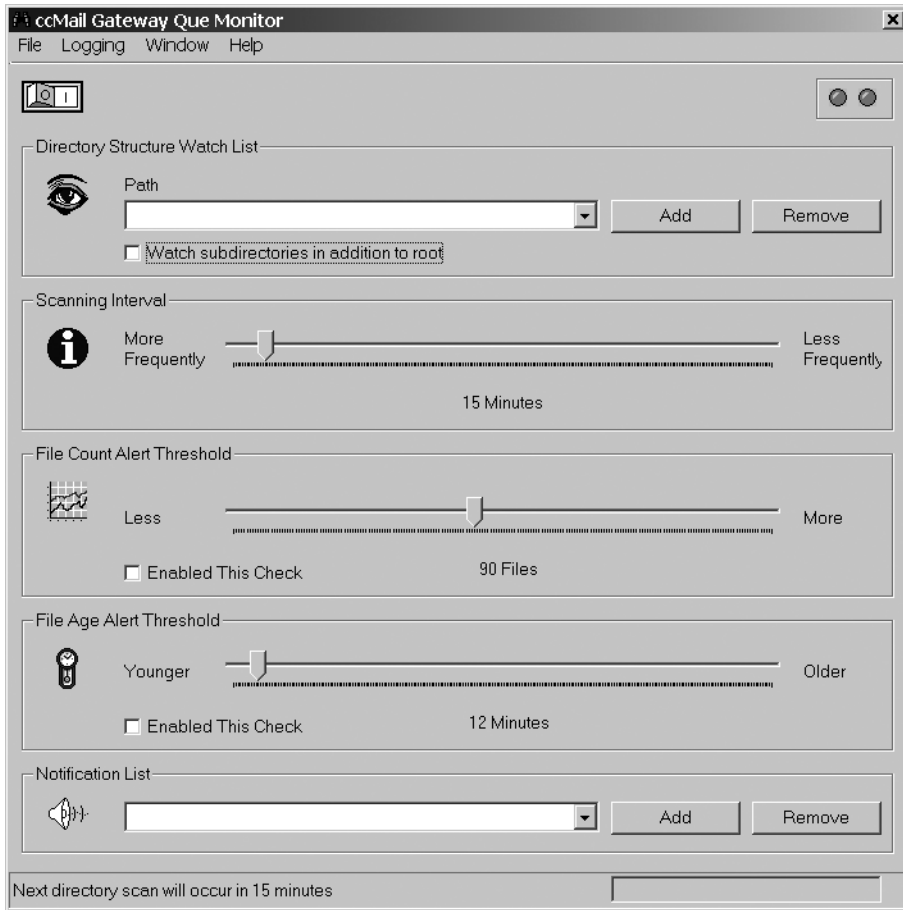 ccMail Gateway Que Monitor
File Logging Window Help
Directory Structure Watch List
Path
Add Remove
Watch subdirectories in addition to root
Scanning Interval
More Frequently
Less Frequently
15 Minutes
File Count Alert Threshold
Less
More
Enabled This Check
90 Files
File Age Alert Threshold
Younger
Older
Enabled This Check
12 Minutes
Notification List
Add Remove
Next directory scan will occur in 15 minutes